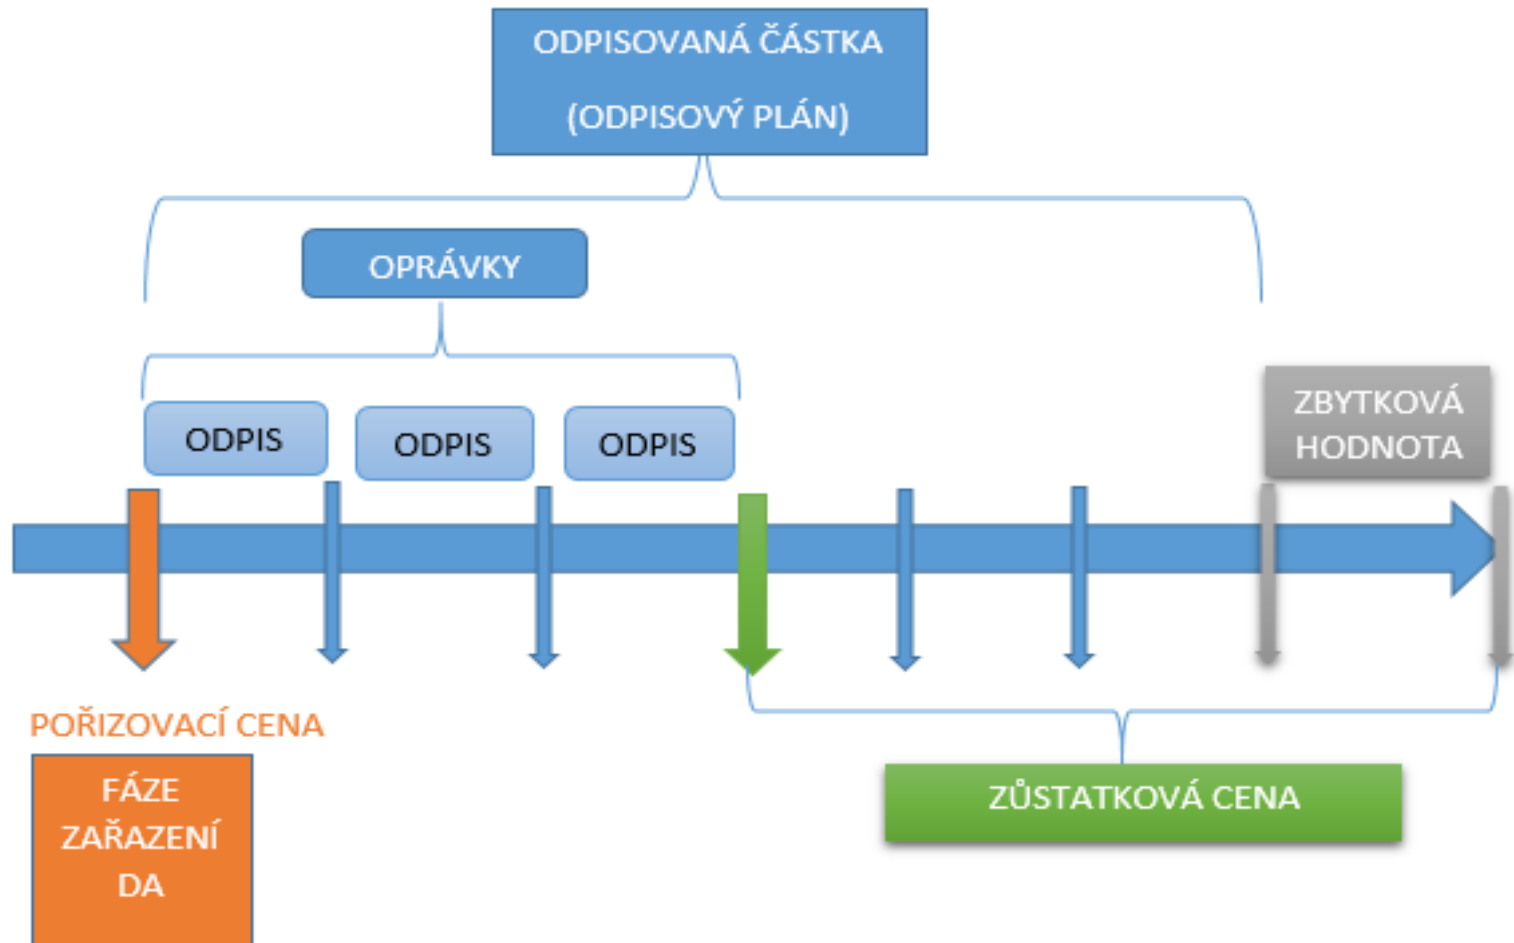 ODPISOVANÁ ČÁSTKA
(ODPISOVÝ PLÁN)
OPRÁVKY
ODPIS
ODPIS
ODPIS
ZBYTKOVÁ
HODNOTA
POŘIZOVACÍ CENA
FÁZE
ZAŘAZENÍ
DA
ZŮSTATKOVÁ CENA